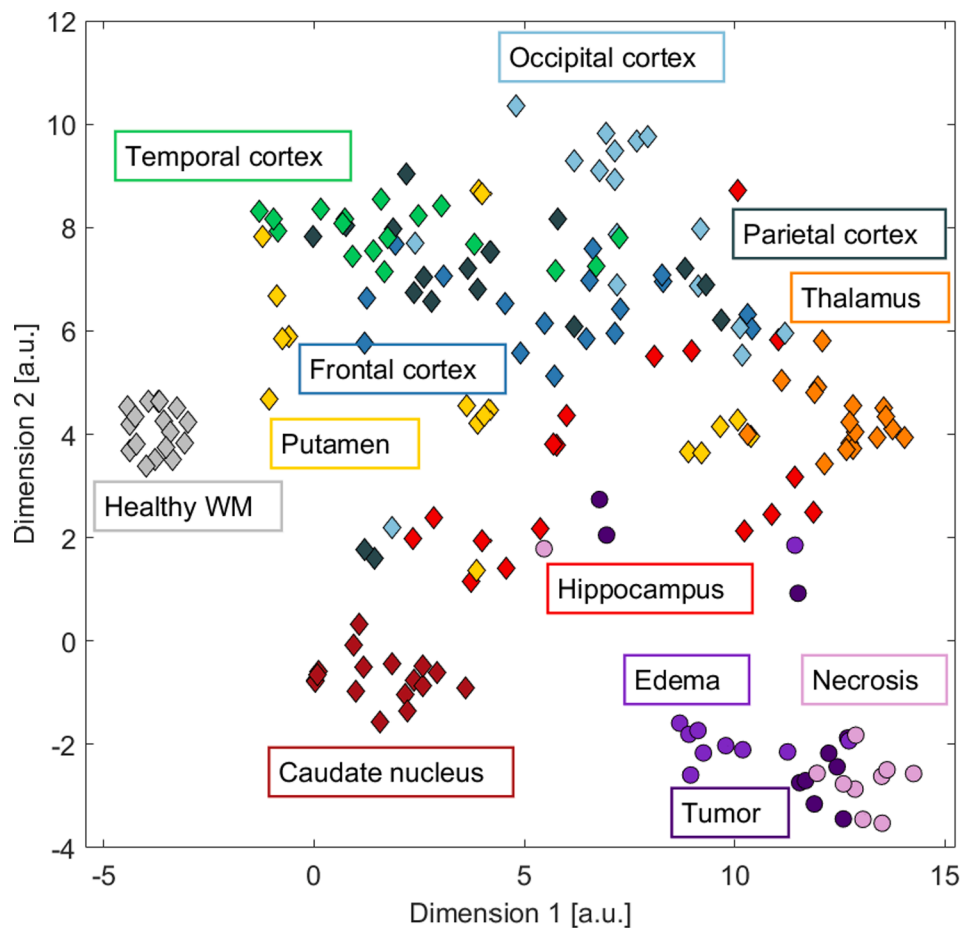 12
10
8
6
4
2
0
-2
-4
Dimension 2 [a.u.]
Occipital cortex
Temporal cortex
Parietal cortex
Thalamus
Frontal cortex
Putamen
Healthy WM
Hippocampus
Edema
Necrosis
Caudate nucleus
Tumor
-5 0 5 10 15
Dimension 1 [a.u.]